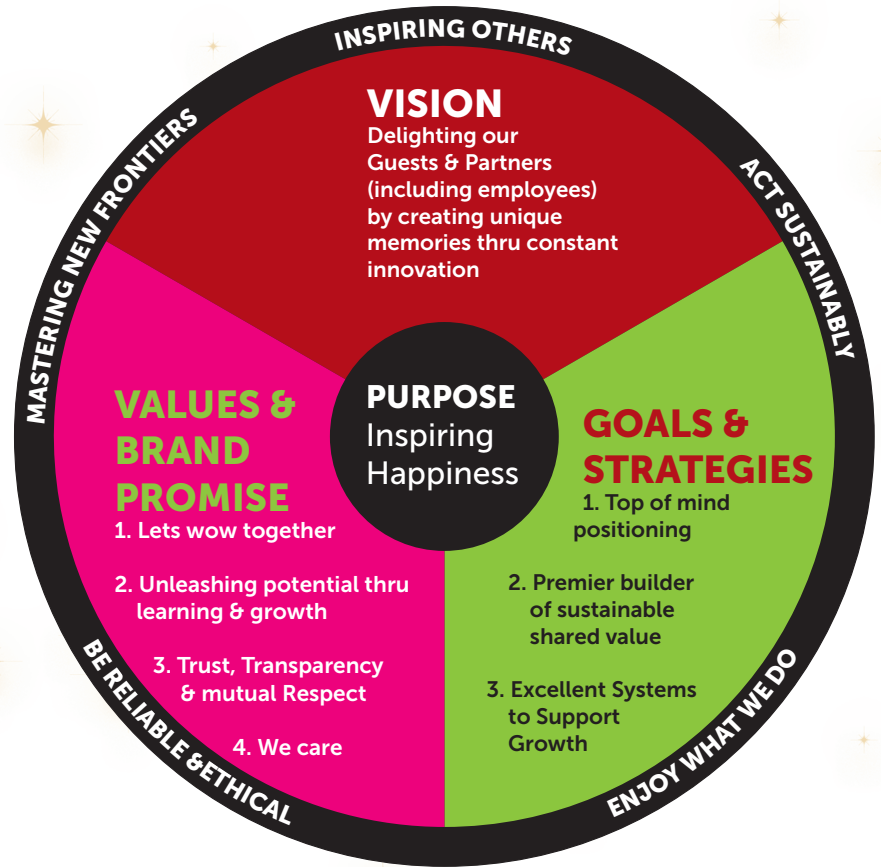 INSPIRING OTHERS
MASTERING NEW FRONTIERS
ACT SUSTAINABLY
VISION
Delighting our
Guests & Partners
(including employees)
by creating unique
memories thru constant
innovation
PURPOSE
Inspiring
Happiness
VALUES &
BRAND
PROMISE
1. Lets wow together
2. Unleashing potential thru
learning & growth
3. Trust, Transparency
& mutual Respect
4. We care
GOALS &
STRATEGIES
1. Top of mind
positioning
2. Premier builder
of sustainable
shared value
3. Excellent Systems
to Support
Growth
BE RELIABLE &ETHICAL
ENJOY WHAT WE DO